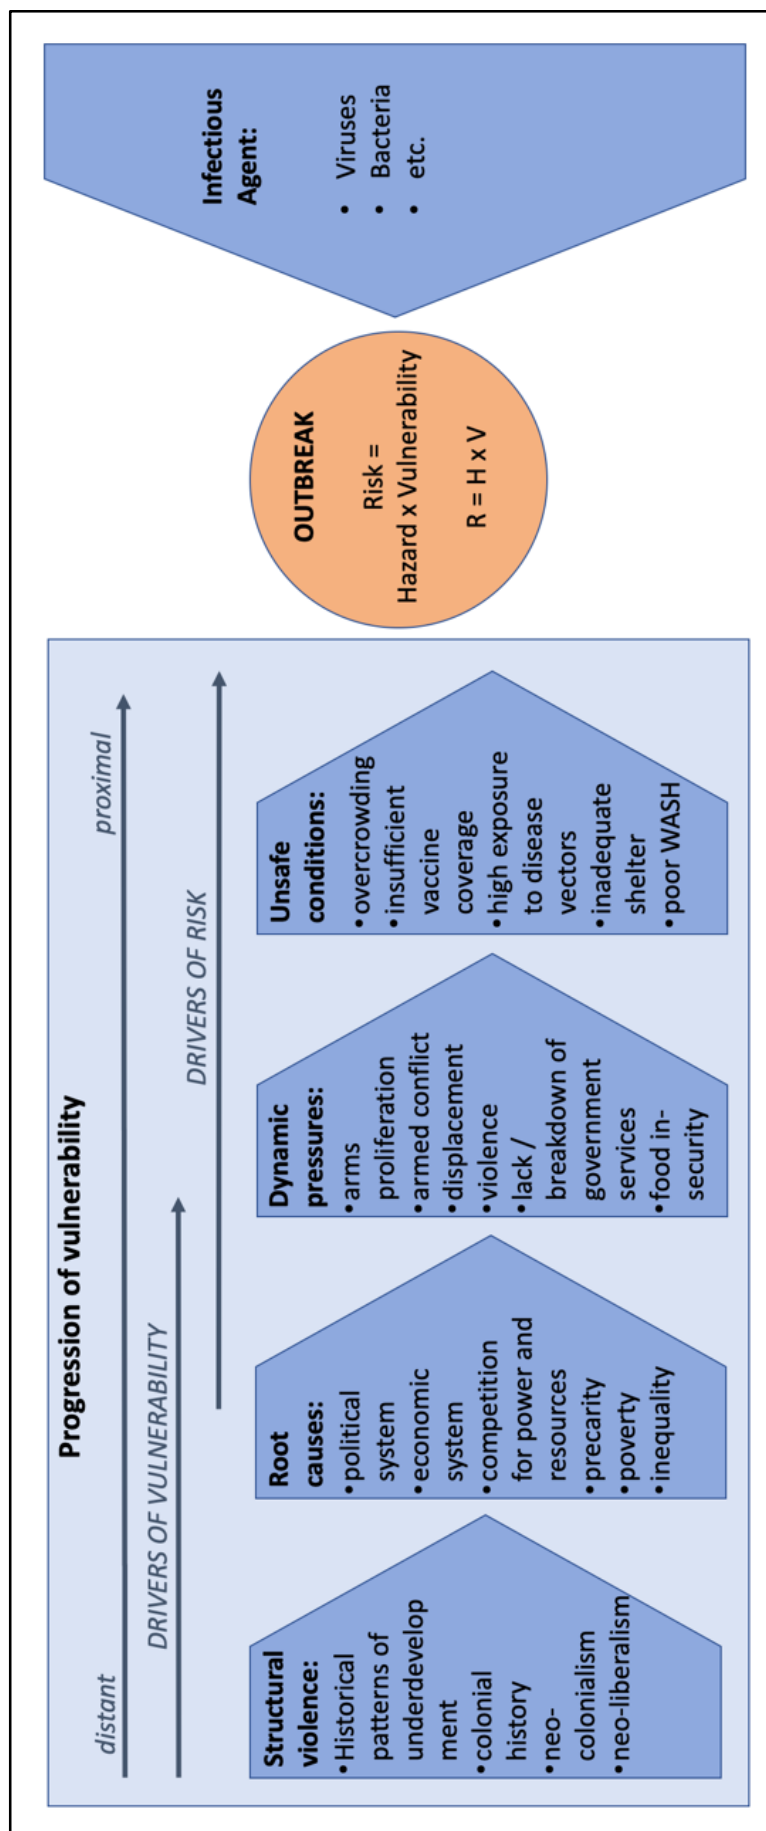 Progression of vulnerability
distant
proximal
DRIVERS OF VULNERABILITY
DRIVERS OF RISK
Structural
violence:
•Historical
patterns of
underdevelop
ment
•colonial
history
•neo-
colonialism
•neo-liberalism
Root
causes:
•political
system
•economic
system
•competition
for power and
resources
•precarity
•poverty
•inequality
Dynamic
pressures:
•arms
proliferation
•armed conflict
•displacement
•violence
•lack /
breakdown of
government
services
•food in-
security
Unsafe
conditions:
•overcrowding
•insufficient
vaccine
coverage
•high exposure
to disease
vectors
•inadequate
shelter
•poor WASH
OUTBREAK
Risk =
Hazard x Vulnerability
R = H x V
Infectious
Agent:
• Viruses
• Bacteria
• etc.